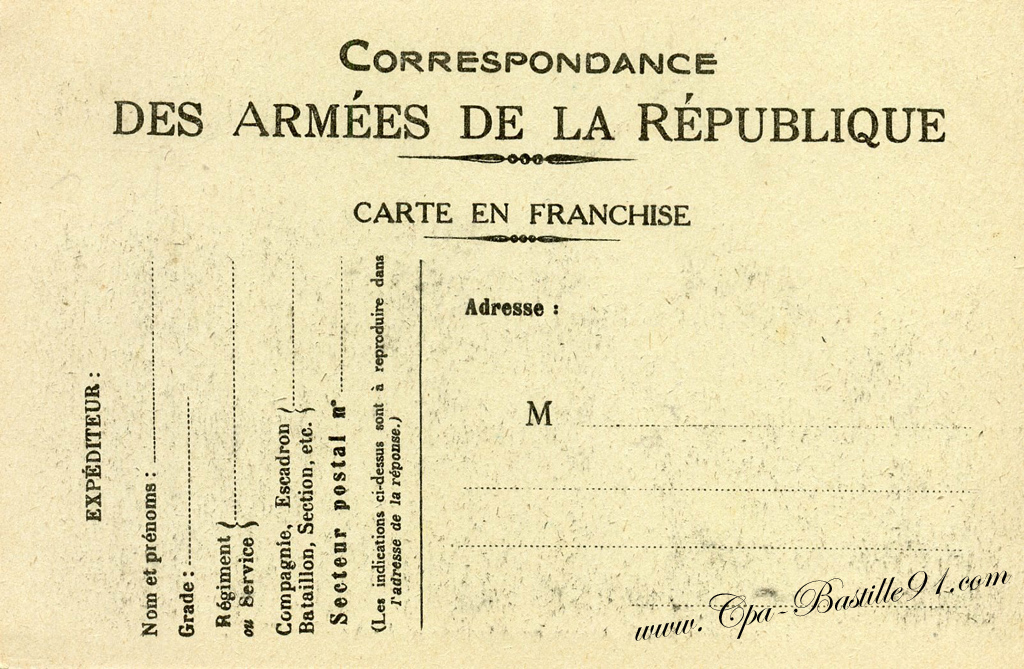 CORRESPONDANCE
DES ARMÉES DE LA RÉPUBLIQUE
CARTE EN FRANCHISE
EXPÉDITEUR :
Nom et prénoms :
Grade :
Régiment
ou Service
Compagnie, Escadron
Bataillon, Section, etc.
Secteur postal n°
(Les indications ci-dessus sont à reproduire dans
l'adresse de la réponse.)
Adresse :
M
www.Cpa-Bastille91.com